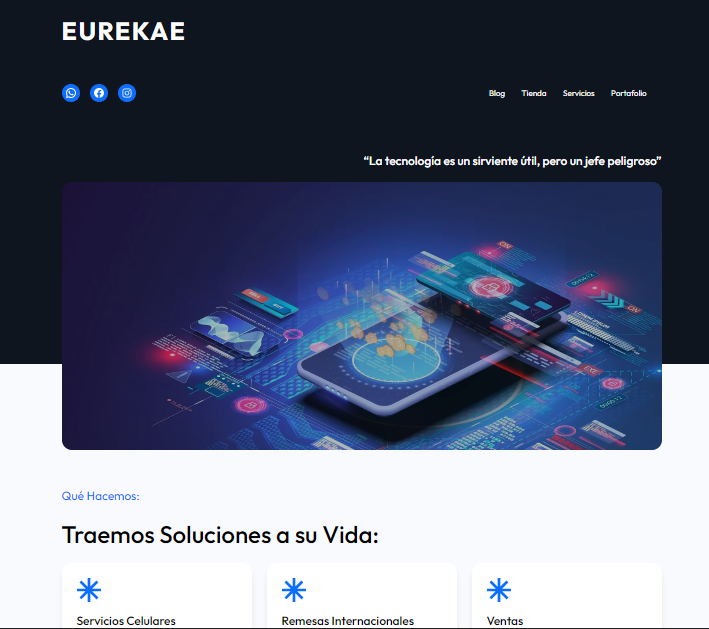 EUREKAE
Blog Tienda Servicios Portafolio
“La tecnología es un sirviente útil, pero un jefe peligroso”
Qué Hacemos:
Traemos Soluciones a su Vida:
Servicios Celulares
Remesas Internacionales
Ventas